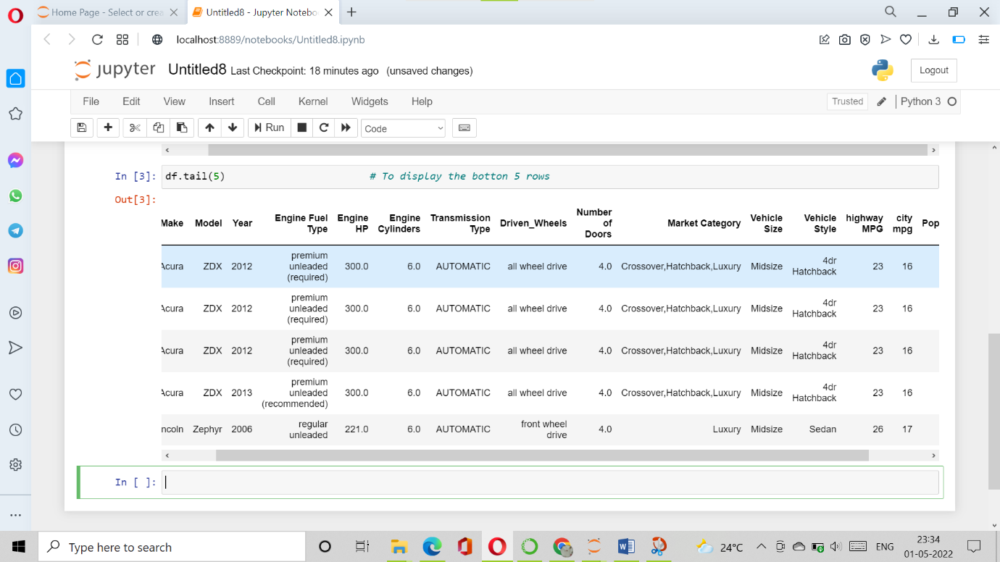 Home Page - Select or crea
Untitled8 - Jupyter Notebo
localhost:8889/notebooks/Untitled8.ipynb
jupyter Untitled8 Last Checkpoint: 18 minutes ago (unsaved changes)
Logout
File Edit View Insert Cell Kernel Widgets Help
Trusted Python 3
Run Code
In [3]: df.tail(5) # To display the botton 5 rows
Out[3]:
Make Model Year Engine Fuel Type Engine HP Engine Cylinders Transmission Type Driven_Wheels Number of Doors Market Category Vehicle Size Vehicle Style highway MPG city mpg Pop
Acura ZDX 2012 premium unleaded (required) 300.0 6.0 AUTOMATIC all wheel drive 4.0 Crossover,Hatchback,Luxury Midsize 4dr Hatchback 23 16
Acura ZDX 2012 premium unleaded (required) 300.0 6.0 AUTOMATIC all wheel drive 4.0 Crossover,Hatchback,Luxury Midsize 4dr Hatchback 23 16
Acura ZDX 2012 premium unleaded (required) 300.0 6.0 AUTOMATIC all wheel drive 4.0 Crossover,Hatchback,Luxury Midsize 4dr Hatchback 23 16
Acura ZDX 2013 premium unleaded (recommended) 300.0 6.0 AUTOMATIC all wheel drive 4.0 Crossover,Hatchback,Luxury Midsize 4dr Hatchback 23 16
ncoln Zephyr 2006 regular unleaded 221.0 6.0 AUTOMATIC front wheel drive 4.0 Luxury Midsize Sedan 26 17
In [ ]:
Type here to search
24°C
ENG
23:34
01-05-2022